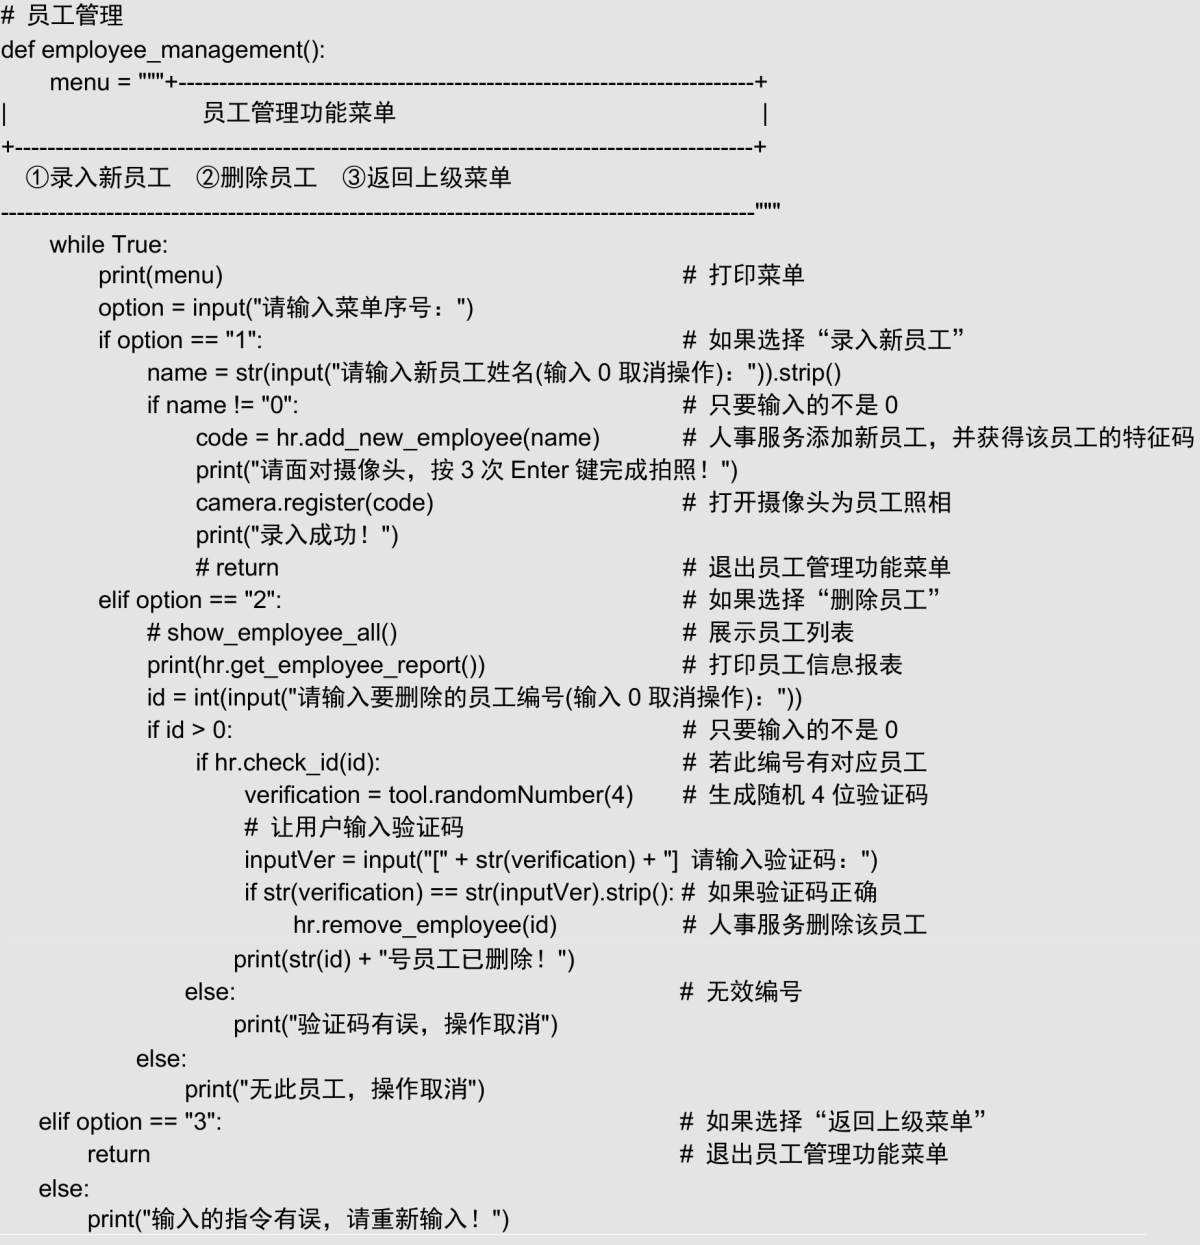 # 员工管理
def employee_management():
    menu = """+-----------------------------------------------------------------------+
|                员工管理功能菜单                              |
+-------------------------------------------------------------------------------------------+
  ①录入新员工  ②删除员工  ③返回上级菜单
---------------------------------------------------------------------------------------------"""
    while True:
        print(menu) # 打印菜单
        option = input("请输入菜单序号：")
        if option == "1": # 如果选择“录入新员工”
            name = str(input("请输入新员工姓名(输入 0 取消操作)：")).strip()
            if name != "0": # 只要输入的不是 0
                code = hr.add_new_employee(name) # 人事服务添加新员工，并获得该员工的特征码
                print("请面对摄像头，按 3 次 Enter 键完成拍照！")
                camera.register(code) # 打开摄像头为员工照相
                print("录入成功！")
                # return # 退出员工管理功能菜单
        elif option == "2": # 如果选择“删除员工”
            # show_employee_all() # 展示员工列表
            print(hr.get_employee_report()) # 打印员工信息报表
            id = int(input("请输入要删除的员工编号(输入 0 取消操作)："))
            if id > 0: # 只要输入的不是 0
                if hr.check_id(id): # 若此编号有对应员工
                    verification = tool.randomNumber(4) # 生成随机 4 位验证码
                    # 让用户输入验证码
                    inputVer = input("[" + str(verification) + "] 请输入验证码：")
                    if str(verification) == str(inputVer).strip(): # 如果验证码正确
                        hr.remove_employee(id) # 人事服务删除该员工
                   print(str(id) + "号员工已删除！")
               else: # 无效编号
                   print("验证码有误，操作取消")
           else:
               print("无此员工，操作取消")
   elif option == "3": # 如果选择“返回上级菜单”
       return # 退出员工管理功能菜单
   else:
       print("输入的指令有误，请重新输入！")